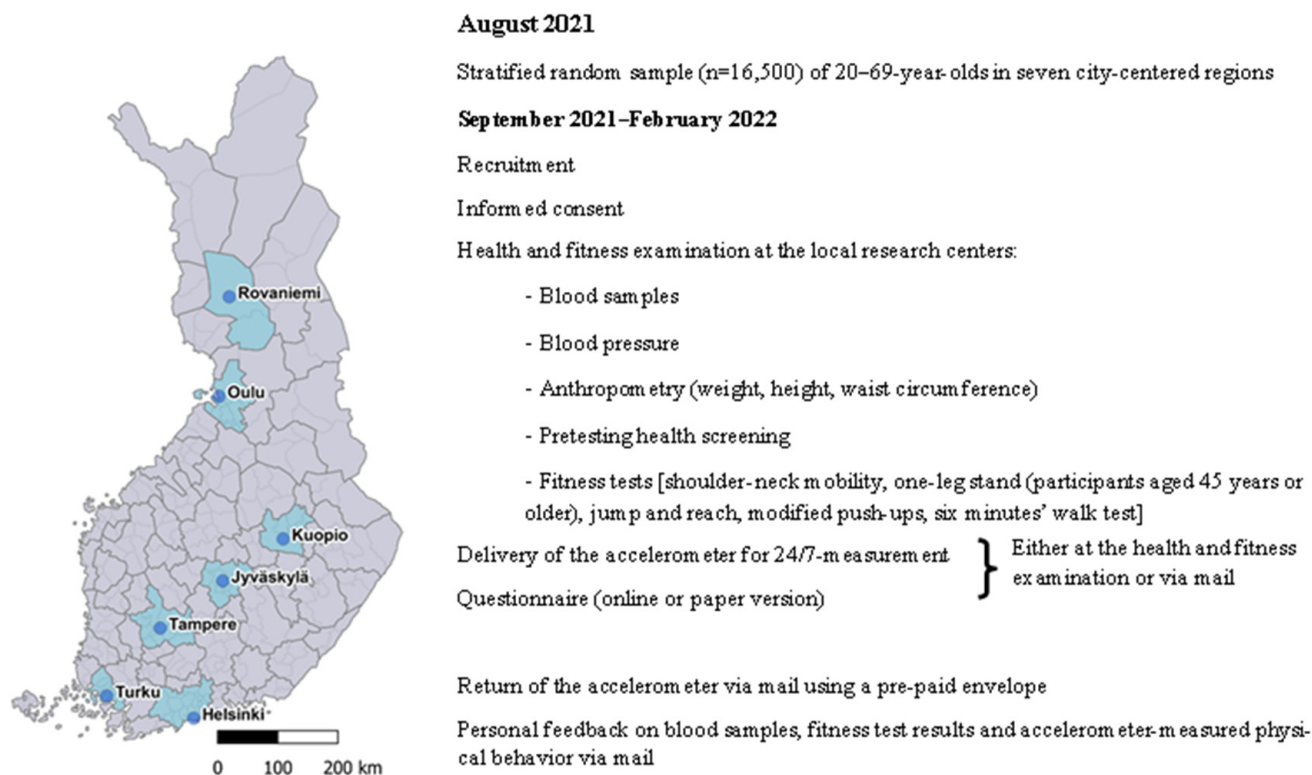 August 2021
Stratified random sample (n=16,500) of 20–69-year-olds in seven city-centered regions
September 2021–February 2022
Recruitment
Informed consent
Health and fitness examination at the local research centers:
- Blood samples
- Blood pressure
- Anthropometry (weight, height, waist circumference)
- Pretesting health screening
- Fitness tests [shoulder-neck mobility, one-leg stand (participants aged 45 years or
older), jump and reach, modified push-ups, six minutes' walk test]
Delivery of the accelerometer for 24/7-measurement
Questionnaire (online or paper version)
Either at the health and fitness
examination or via mail
Return of the accelerometer via mail using a pre-paid envelope
Personal feedback on blood samples, fitness test results and accelerometer-measured physi-
cal behavior via mail
Rovaniemi
Oulu
Kuopio
Jyväskylä
Tampere
Turku
Helsinki
0 100 200 km